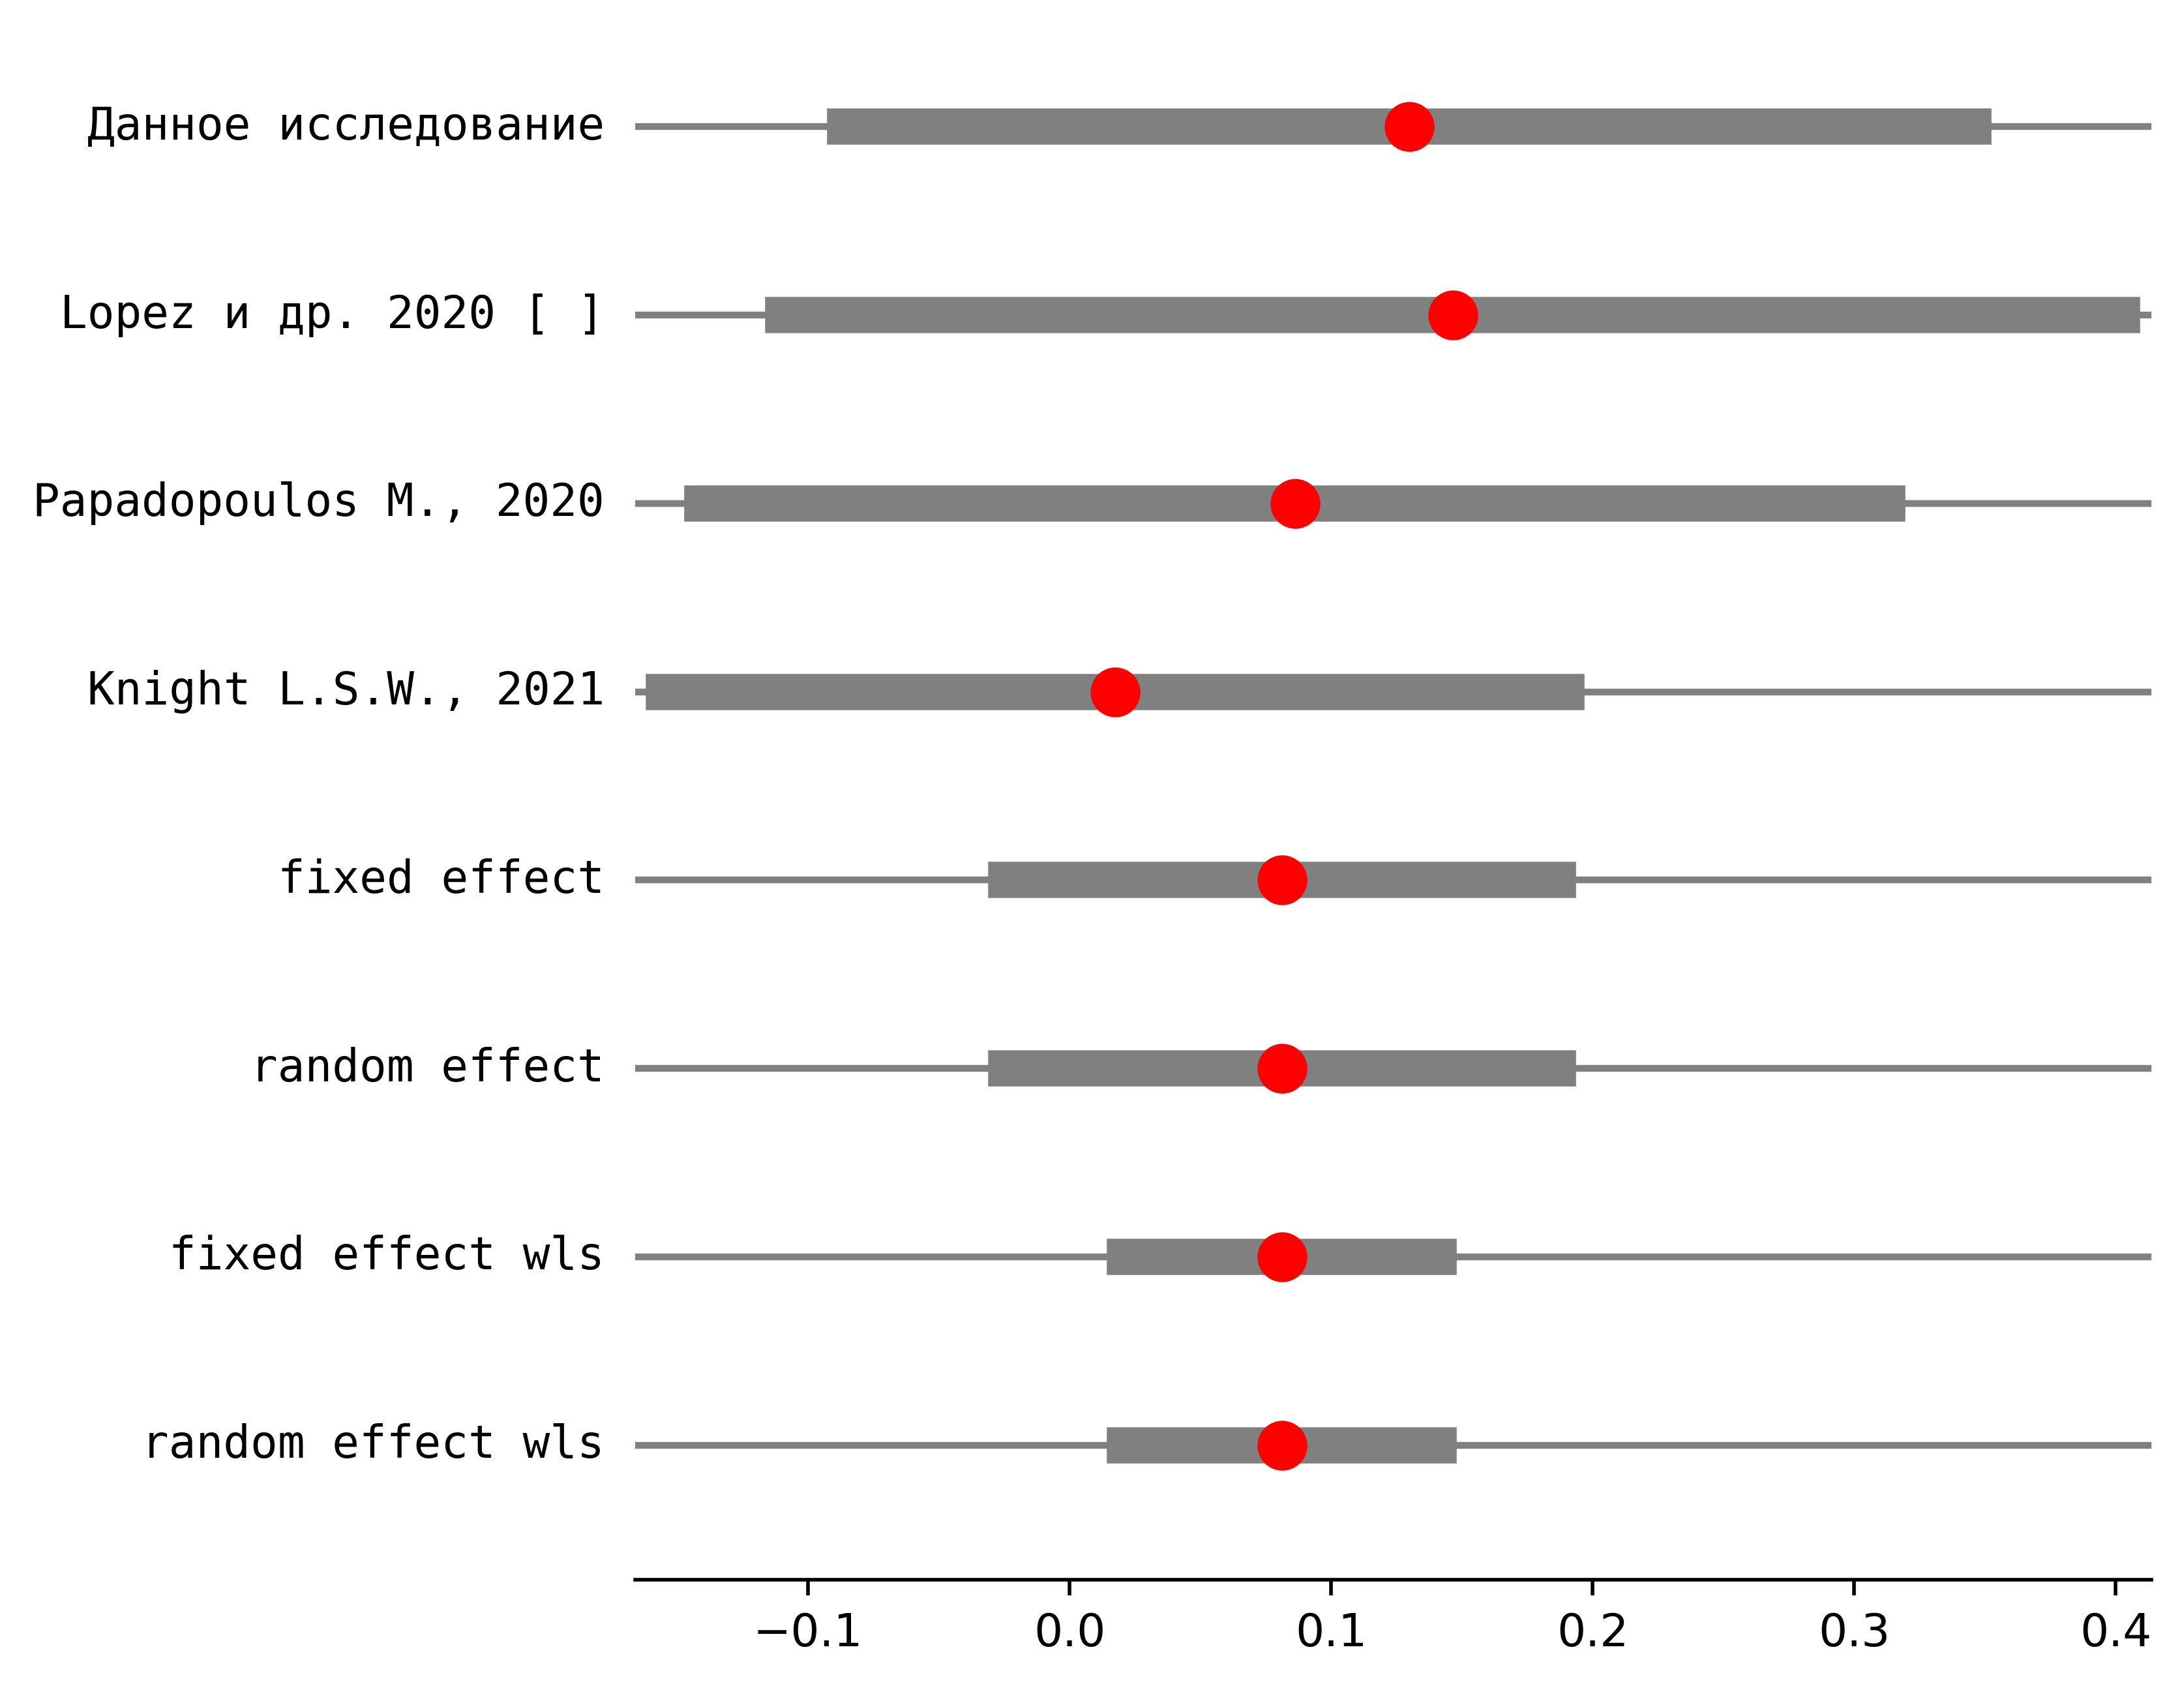 Данное исследование
Lopez и др. 2020 [ ]
Papadopoulos M., 2020
Knight L.S.W., 2021
fixed effect
random effect
fixed effect wls
random effect wls
−0.1 0.0 0.1 0.2 0.3 0.4